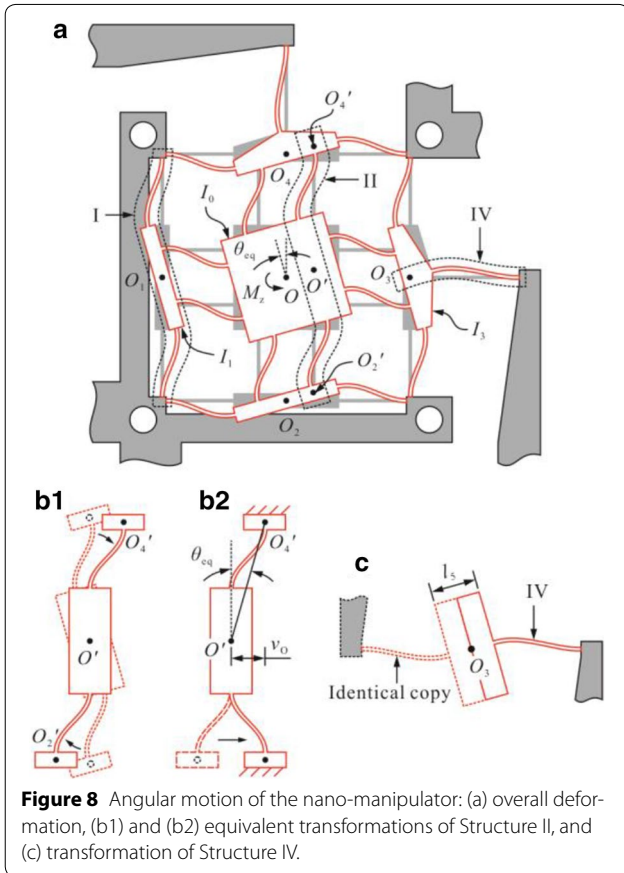 a
O₄′
O₄
II
I
I₀
θeq
IV
O₁
O₃
Mz
O
O′
I₁
I₃
O₂′
O₂
b1
b2
O₄′
O₄′
θeq
c
l₅
IV
O′
O′
vO
O₃
Identical copy
O₂′
Figure 8 Angular motion of the nano-manipulator: (a) overall defor-
mation, (b1) and (b2) equivalent transformations of Structure II, and
(c) transformation of Structure IV.